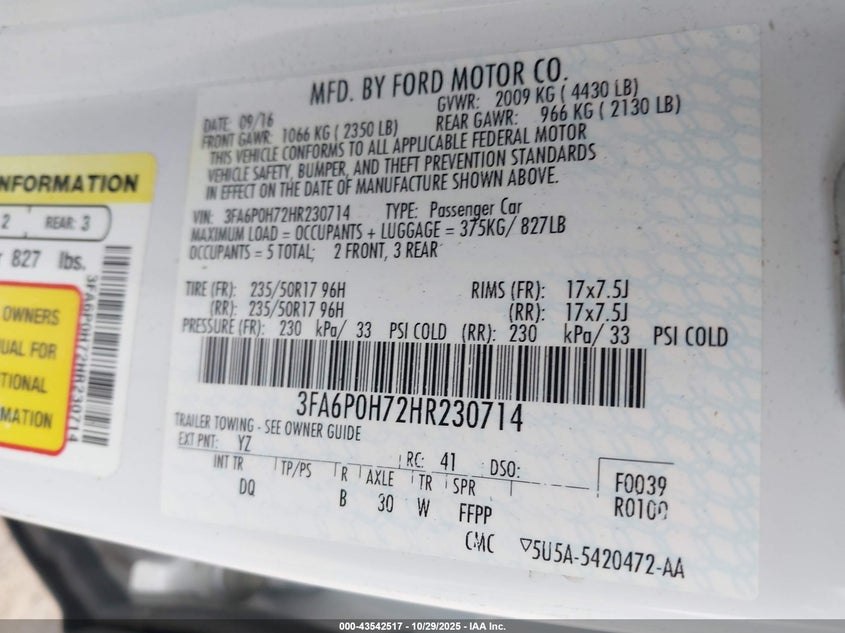 MFD. BY FORD MOTOR CO.
DATE: 09/16 GVWR: 2009 KG ( 4430 LB)
FRONT GAWR: 1066 KG ( 2350 LB) REAR GAWR: 966 KG ( 2130 LB)
THIS VEHICLE CONFORMS TO ALL APPLICABLE FEDERAL MOTOR
VEHICLE SAFETY, BUMPER, AND THEFT PREVENTION STANDARDS
IN EFFECT ON THE DATE OF MANUFACTURE SHOWN ABOVE.
VIN: 3FA6P0H72HR230714 TYPE: Passenger Car
MAXIMUM LOAD = OCCUPANTS + LUGGAGE = 375KG/ 827LB
OCCUPANTS = 5 TOTAL; 2 FRONT, 3 REAR
TIRE (FR): 235/50R17 96H RIMS (FR): 17x7.5J
(RR): 235/50R17 96H (RR): 17x7.5J
PRESSURE (FR): 230 kPa/ 33 PSI COLD (RR): 230 kPa/ 33 PSI COLD
3FA6P0H72HR230714
TRAILER TOWING - SEE OWNER GUIDE
EXT PNT: YZ RC: 41 DSO:
INT TR TP/PS R AXLE TR SPR F0039
DQ B 30 W FFPP R0100
CMC 5U5A-5420472-AA
INFORMATION
2 REAR: 3
827 lbs.
OWNERS
FOR
3FA6P0H72HR230714
000-43542517 - 10/29/2025 - IAA Inc.